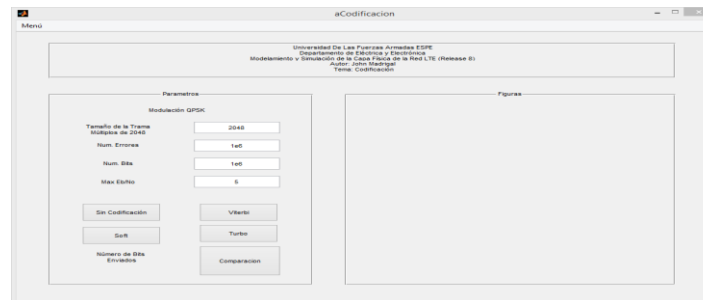 aCodificacion
Menú
Universidad De Las Fuerzas Armadas ESPE
Departamento de Eléctrica y Electrónica
Modelamiento y Simulación de la Capa Física de la Red LTE (Release 8)
Autor: John Madrigal
Tema: Codificación
Parametros
Figuras
Modulación QPSK
Tamaño de la Trama
Múltiplos de 2048
2048
Num. Errores
1e6
Num. Bits
1e6
Max Eb/No
5
Sin Codificación
Viterbi
Soft
Turbo
Número de Bits
Enviados
Comparacion